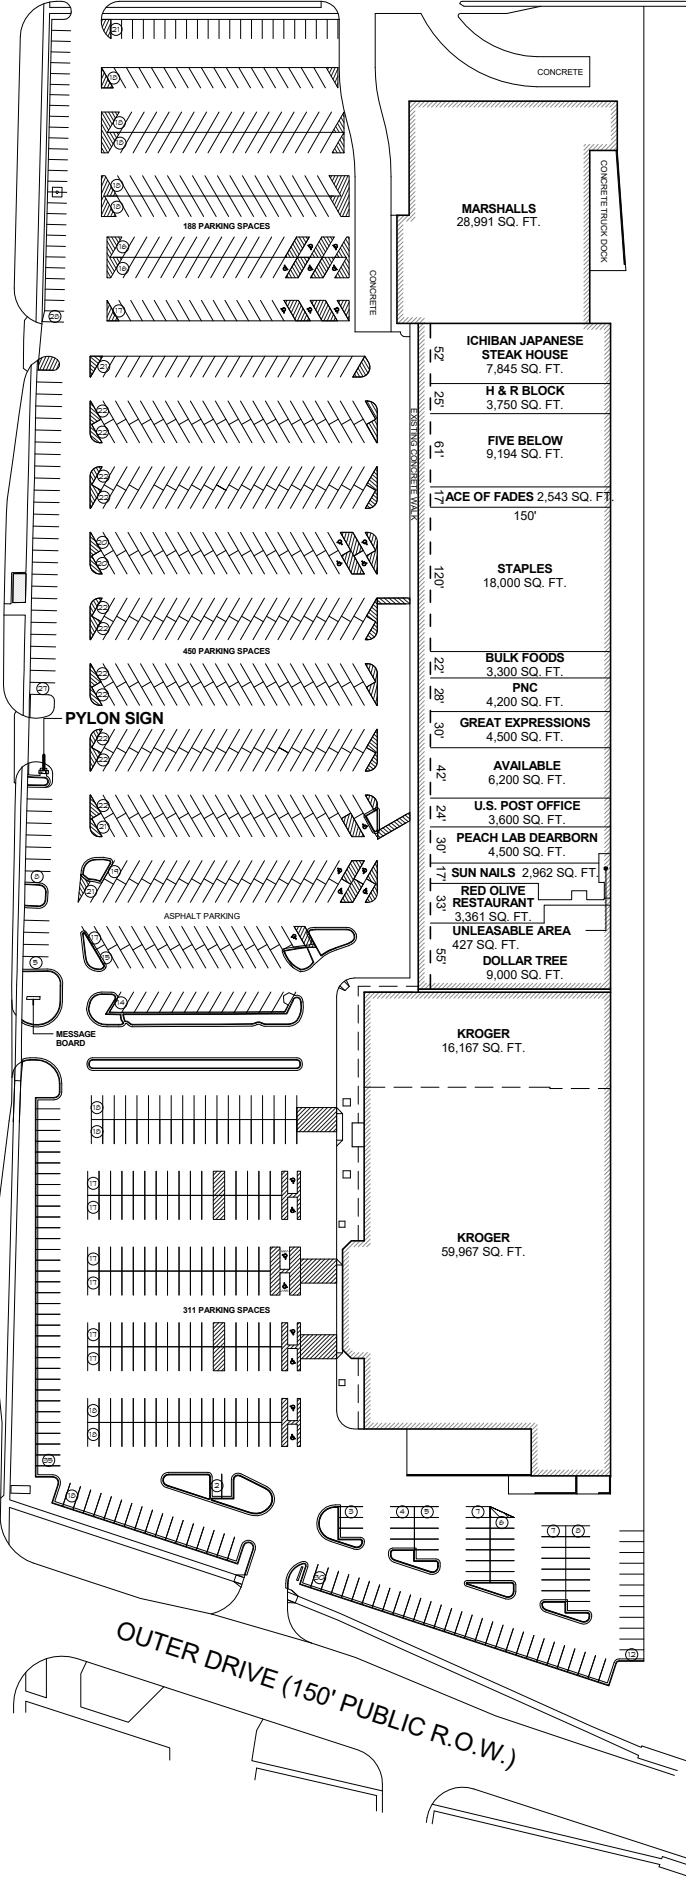 CONCRETE
MARSHALLS
28,991 SQ. FT.
CONCRETE TRUCK DOCK
188 PARKING SPACES
CONCRETE
ICHIBAN JAPANESE
STEAK HOUSE
7,845 SQ. FT.
52'
H & R BLOCK
3,750 SQ. FT.
25'
EXISTING CONCRETE WALK
FIVE BELOW
9,194 SQ. FT.
61'
17'
ACE OF FADES 2,543 SQ. FT.
150'
STAPLES
18,000 SQ. FT.
120'
450 PARKING SPACES
BULK FOODS
3,300 SQ. FT.
22'
PNC
4,200 SQ. FT.
28'
PYLON SIGN
GREAT EXPRESSIONS
4,500 SQ. FT.
30'
AVAILABLE
6,200 SQ. FT.
42'
U.S. POST OFFICE
3,600 SQ. FT.
24'
PEACH LAB DEARBORN
4,500 SQ. FT.
30'
SUN NAILS 2,962 SQ. FT.
17'
RED OLIVE
RESTAURANT
3,361 SQ. FT.
33'
ASPHALT PARKING
UNLEASABLE AREA
427 SQ. FT.
DOLLAR TREE
9,000 SQ. FT.
55'
MESSAGE
BOARD
KROGER
16,167 SQ. FT.
KROGER
59,967 SQ. FT.
311 PARKING SPACES
OUTER DRIVE (150' PUBLIC R.O.W.)